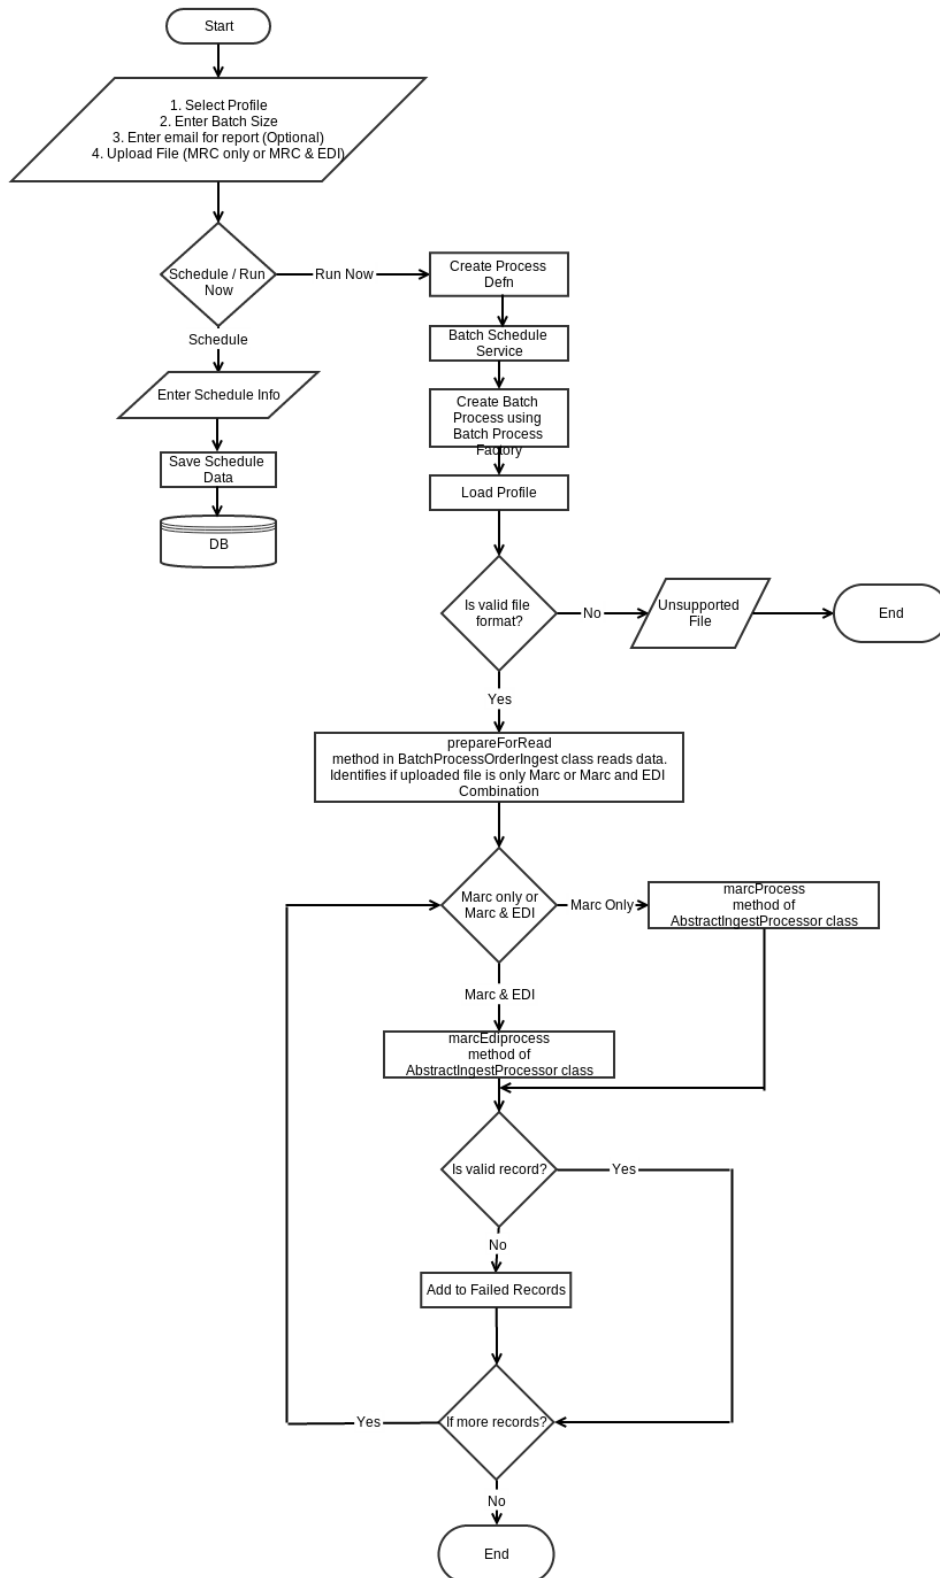 Start
1. Select Profile
2. Enter Batch Size
3. Enter email for report (Optional)
4. Upload File (MRC only or MRC & EDI)
Schedule / Run
Now
Run Now
Create Process
Defn
Schedule
Batch Schedule
Service
Enter Schedule Info
Create Batch
Process using
Batch Process
Factory
Save Schedule
Data
Load Profile
DB
Is valid file
format?
No
Unsupported
File
End
Yes
prepareForRead
method in BatchProcessOrderIngest class reads data.
Identifies if uploaded file is only Marc or Marc and EDI
Combination
Marc only or
Marc & EDI
Marc Only
marcProcess
method of
AbstractIngestProcessor class
Marc & EDI
marcEdiprocess
method of
AbstractIngestProcessor class
Is valid record?
Yes
No
Add to Failed Records
If more records?
Yes
No
End